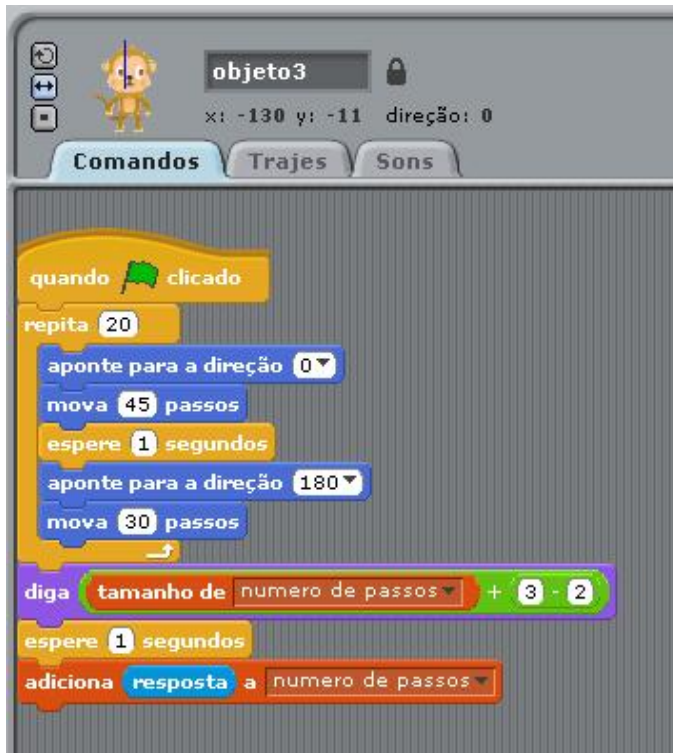 objeto3
x: -130 y: -11 direção: 0
Comandos Trajes Sons
quando clicado
repita 20
aponte para a direção 0
mova 45 passos
espere 1 segundos
aponte para a direção 180
mova 30 passos
diga tamanho de numero de passos + 3 - 2
espere 1 segundos
adiciona resposta a numero de passos